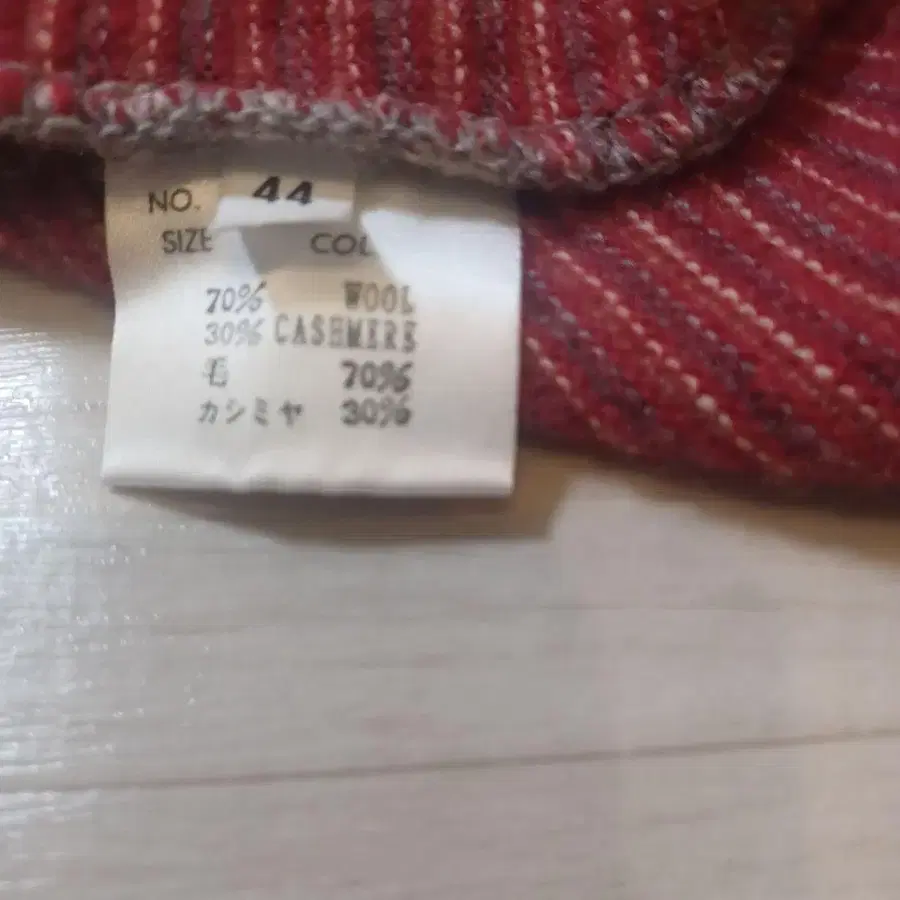 NO. 44
SIZE COL
70% WOOL
30% CASHMERE
毛 70%
カシミヤ 30%